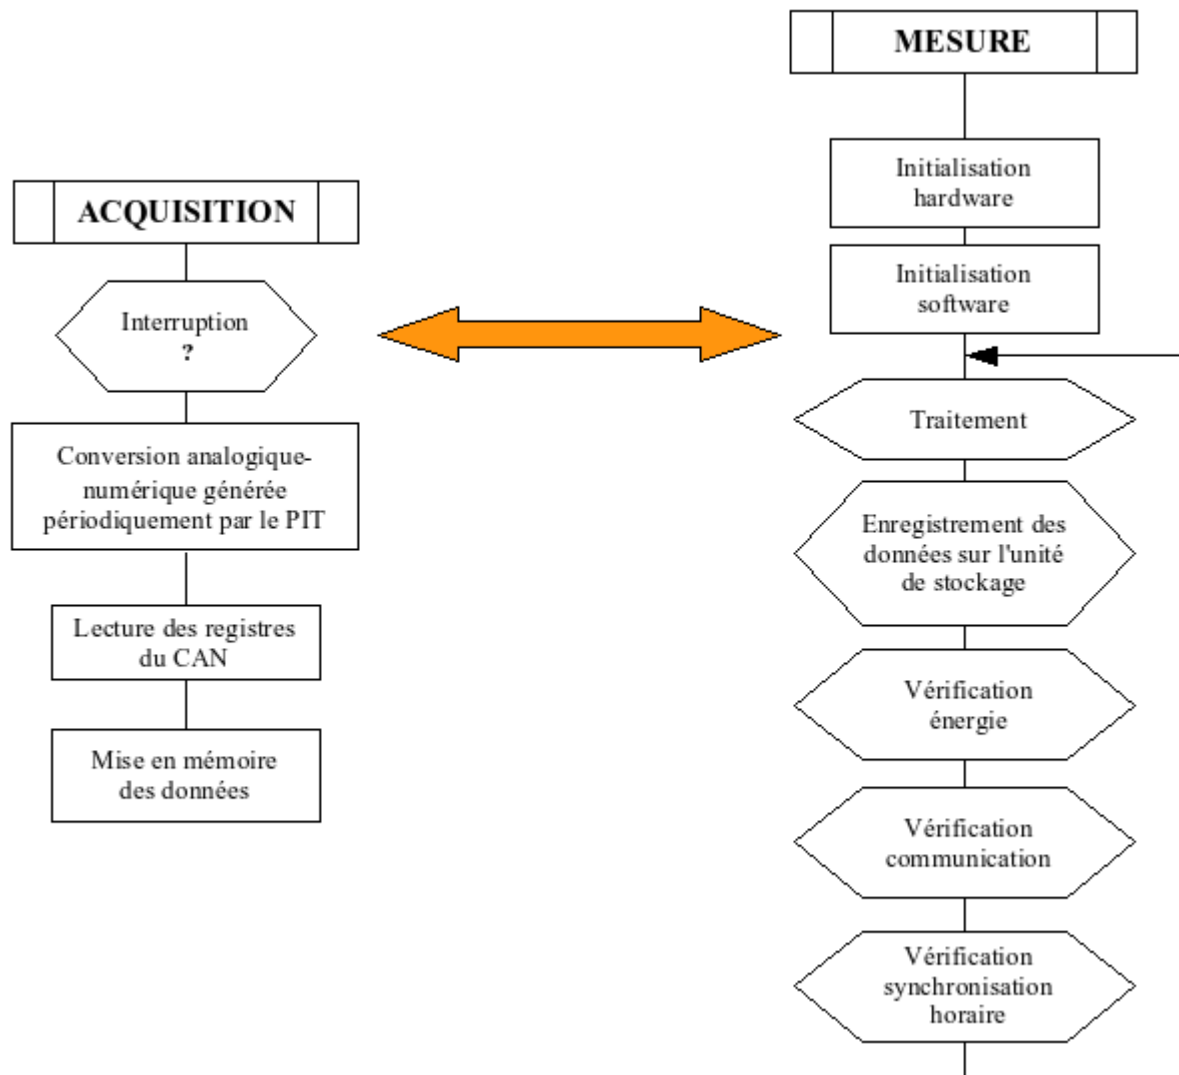 ACQUISITION
Interruption
?
Conversion analogique-
numérique générée
périodiquement par le PIT
Lecture des registres
du CAN
Mise en mémoire
des données
MESURE
Initialisation
hardware
Initialisation
software
Traitement
Enregistrement des
données sur l'unité
de stockage
Vérification
énergie
Vérification
communication
Vérification
synchronisation
horaire